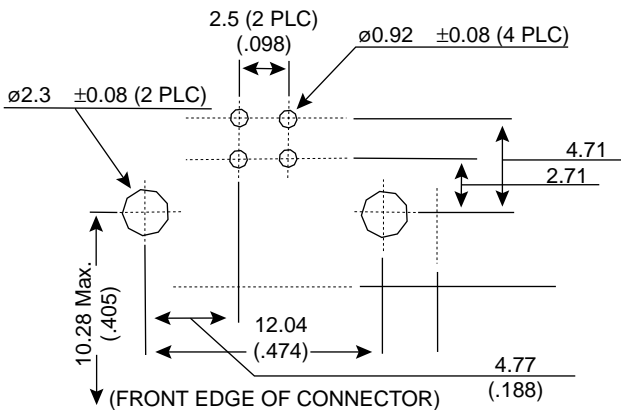 2.5 (2 PLC)
(.098)
ø0.92 ±0.08 (4 PLC)
ø2.3 ±0.08 (2 PLC)
4.71
2.71
10.28 Max.
(.405)
12.04
(.474)
4.77
(.188)
(FRONT EDGE OF CONNECTOR)